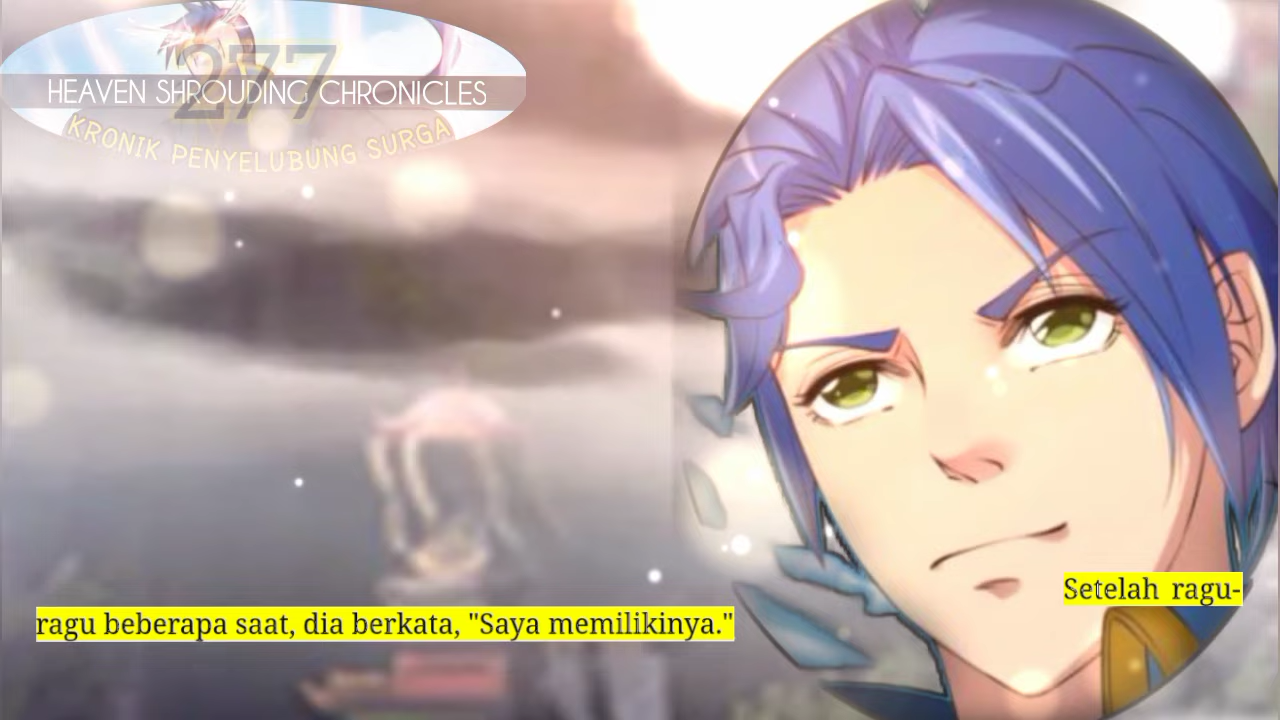 277
HEAVEN SHROUDING CHRONICLES
KRONIK PENYELUBUNG SURGA
Setelah ragu-
ragu beberapa saat, dia berkata, "Saya memilikinya."